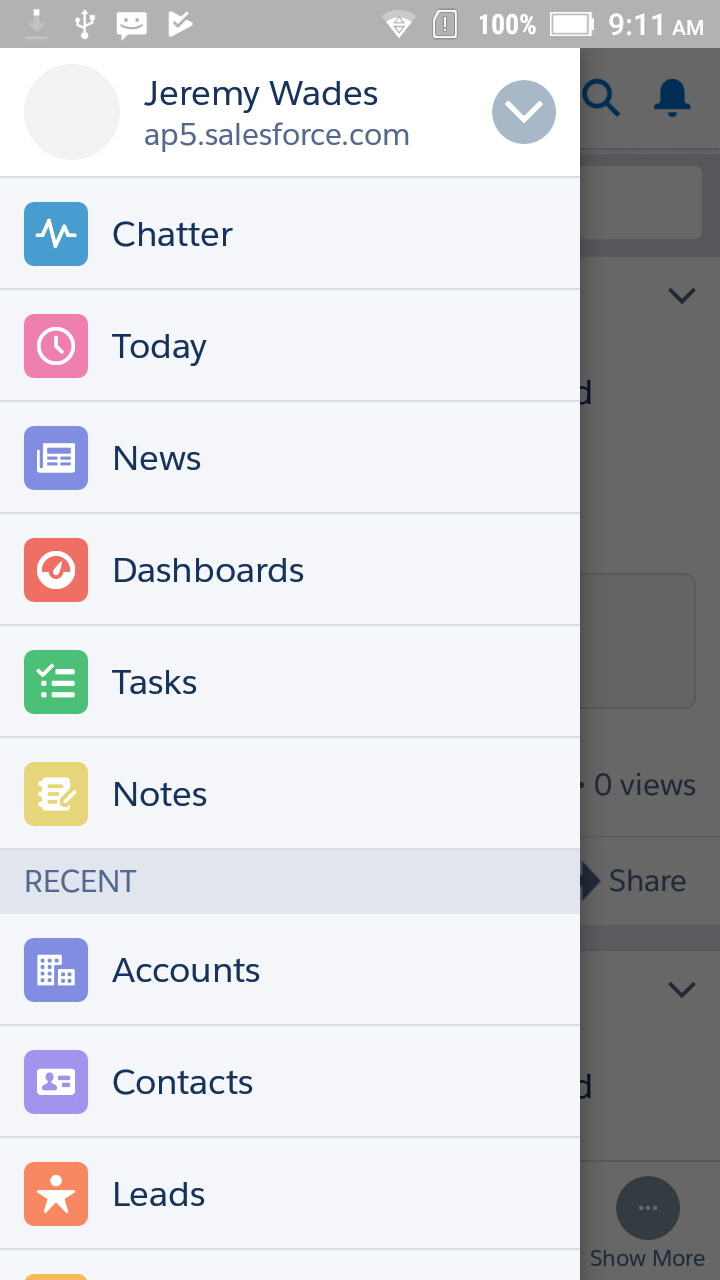 100% 9:11 AM
Jeremy Wades
ap5.salesforce.com
Chatter
Today
News
Dashboards
Tasks
Notes
• 0 views
RECENT
Share
Accounts
Contacts
Leads
Show More